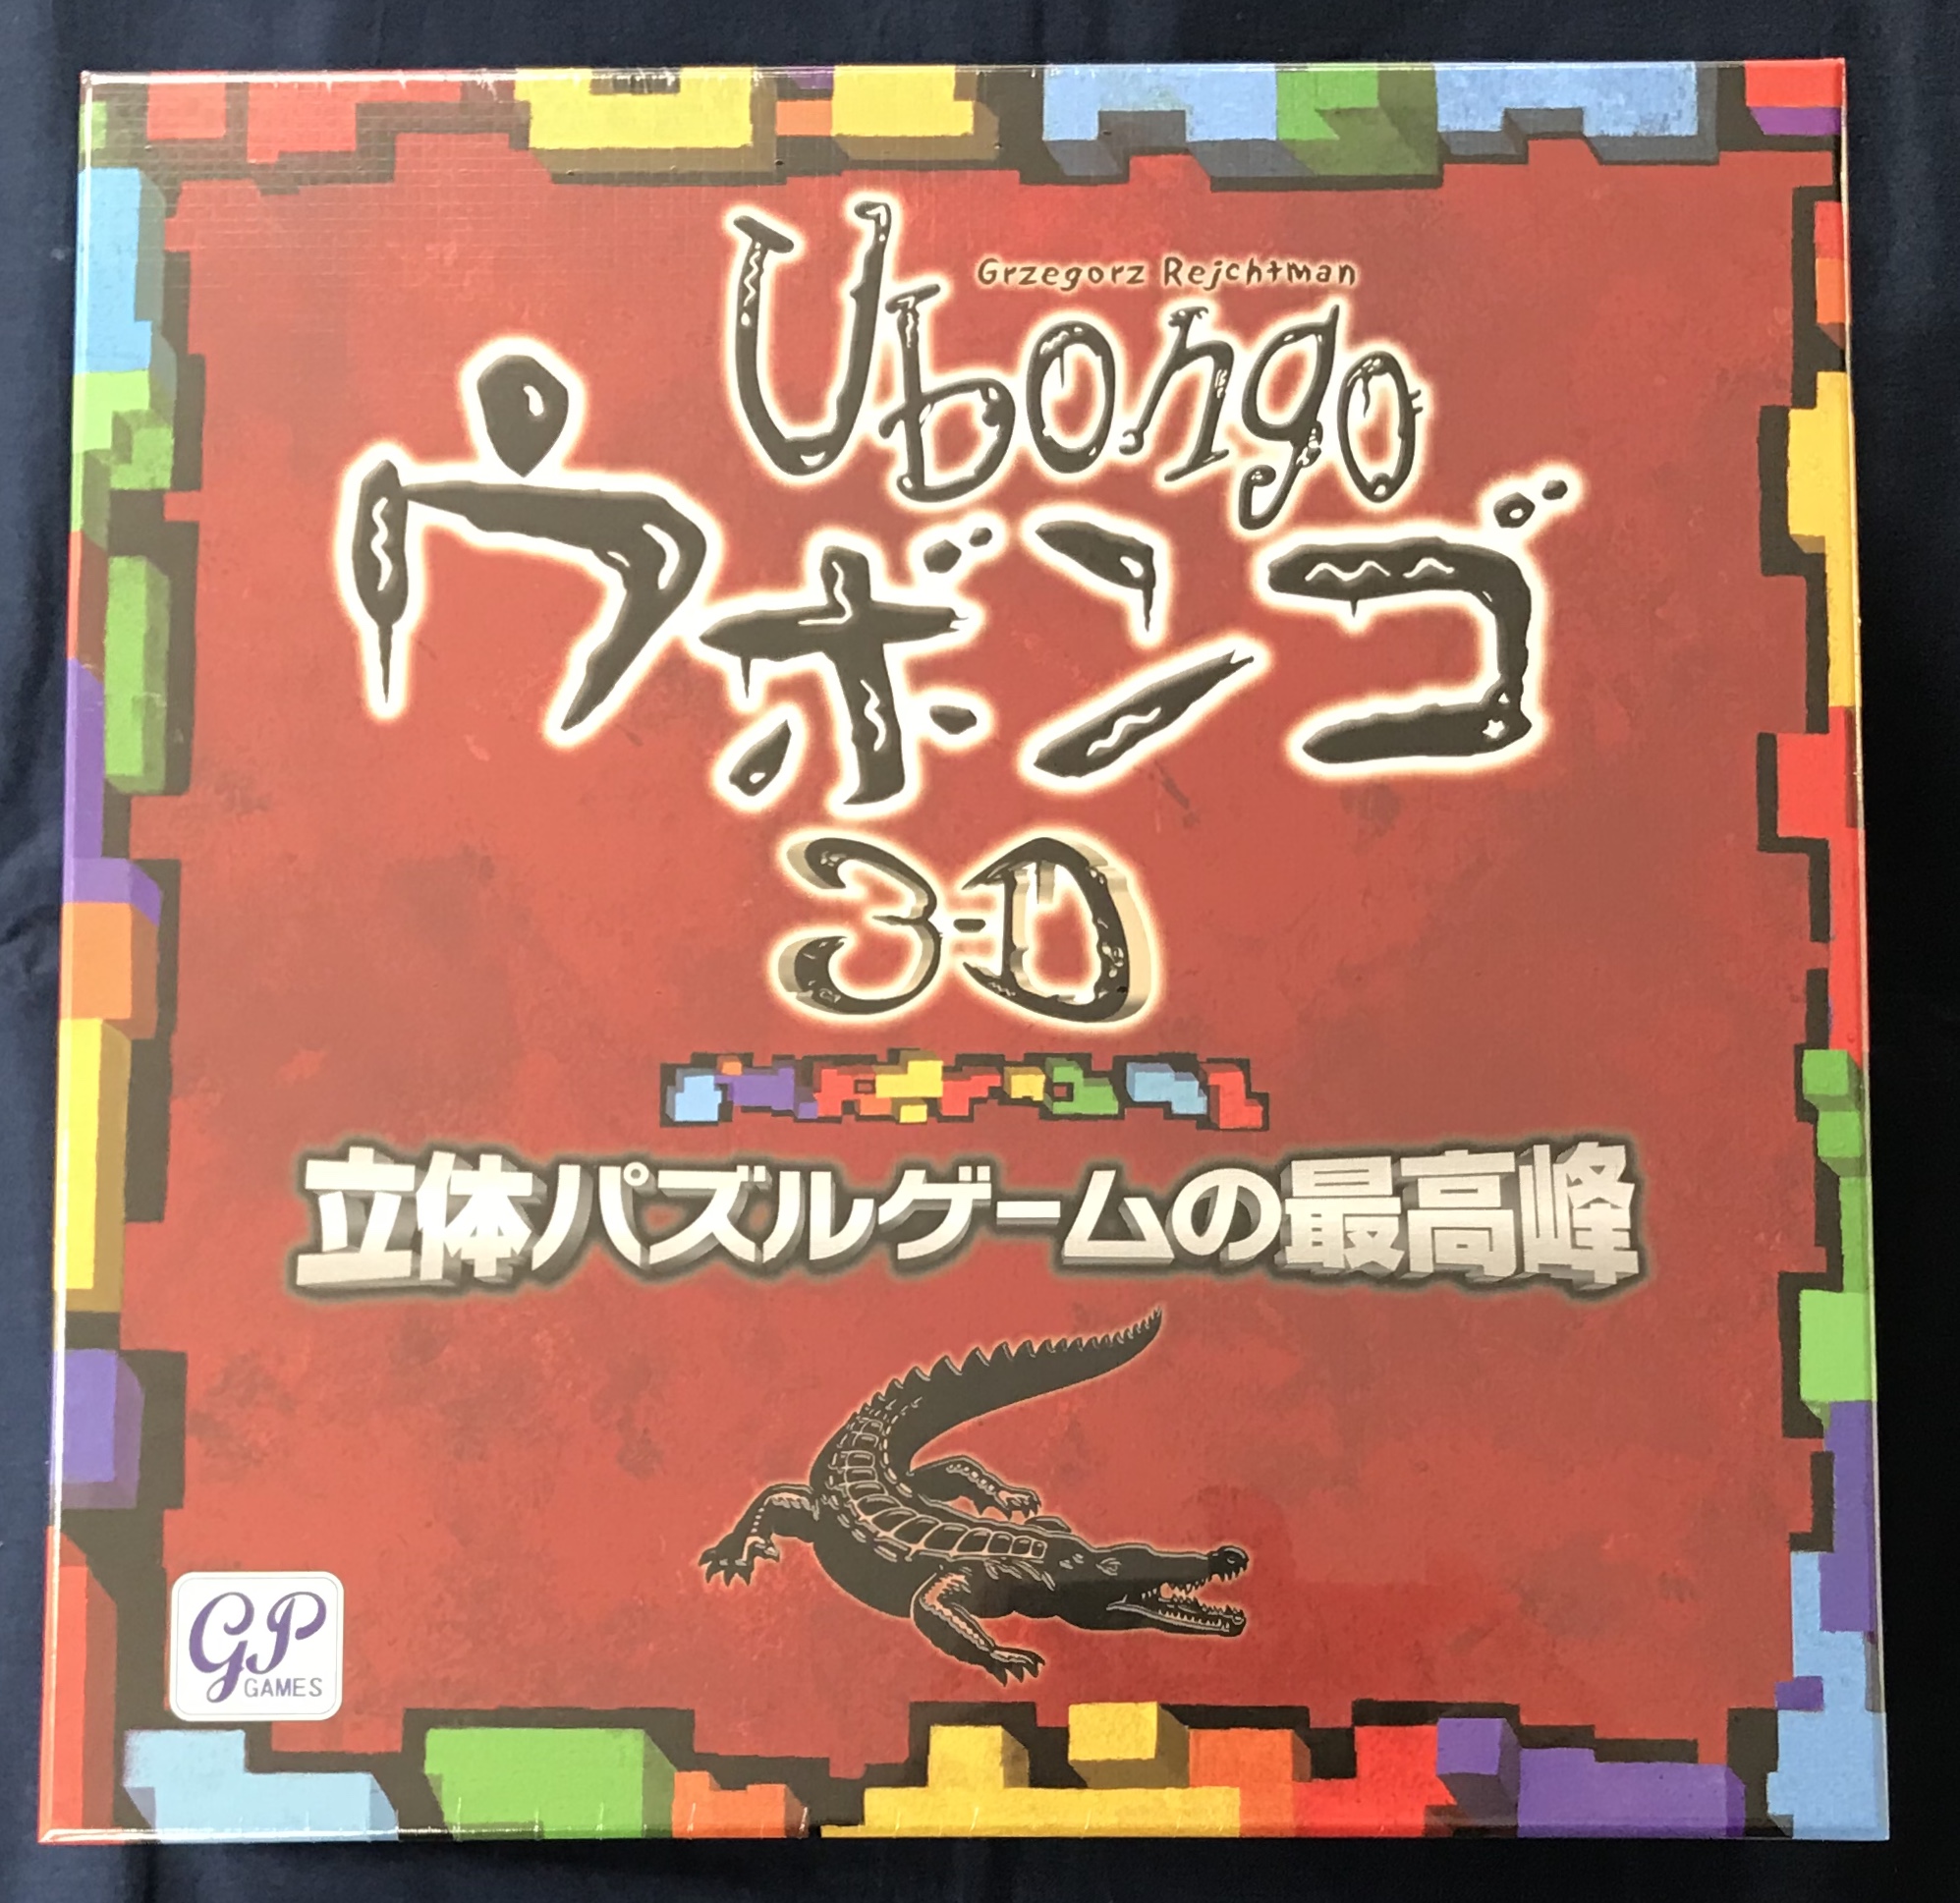 Grzegorz Rejchtman
Ubongo
ウボンゴ
3-D
立体パズルゲームの最高峰
GP
GAMES